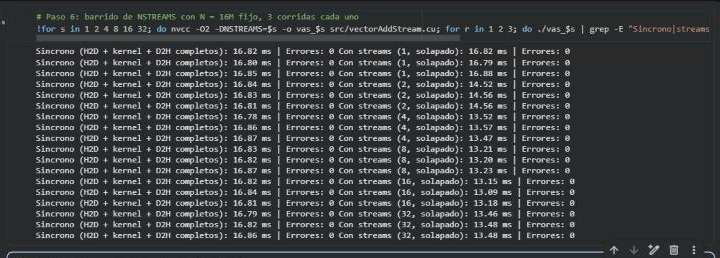 # Paso 6: barrido de NSTREAMS con N = 16M fijo, 3 corridas cada uno
!for s in 1 2 4 8 16 32; do nvcc -O2 -DNSTREAMS=$s -o vas_$s src/vectorAddStream.cu; for r in 1 2 3; do ./vas_$s | grep -E "Sincrono|streams
Sincrono (H2D + kernel + D2H completos): 16.82 ms | Errores: 0 Con streams (1, solapado): 16.82 ms | Errores: 0
Sincrono (H2D + kernel + D2H completos): 16.80 ms | Errores: 0 Con streams (1, solapado): 16.79 ms | Errores: 0
Sincrono (H2D + kernel + D2H completos): 16.85 ms | Errores: 0 Con streams (1, solapado): 16.88 ms | Errores: 0
Sincrono (H2D + kernel + D2H completos): 16.84 ms | Errores: 0 Con streams (2, solapado): 14.52 ms | Errores: 0
Sincrono (H2D + kernel + D2H completos): 16.83 ms | Errores: 0 Con streams (2, solapado): 14.56 ms | Errores: 0
Sincrono (H2D + kernel + D2H completos): 16.81 ms | Errores: 0 Con streams (2, solapado): 14.56 ms | Errores: 0
Sincrono (H2D + kernel + D2H completos): 16.78 ms | Errores: 0 Con streams (4, solapado): 13.52 ms | Errores: 0
Sincrono (H2D + kernel + D2H completos): 16.86 ms | Errores: 0 Con streams (4, solapado): 13.57 ms | Errores: 0
Sincrono (H2D + kernel + D2H completos): 16.87 ms | Errores: 0 Con streams (4, solapado): 13.47 ms | Errores: 0
Sincrono (H2D + kernel + D2H completos): 16.83 ms | Errores: 0 Con streams (8, solapado): 13.21 ms | Errores: 0
Sincrono (H2D + kernel + D2H completos): 16.82 ms | Errores: 0 Con streams (8, solapado): 13.20 ms | Errores: 0
Sincrono (H2D + kernel + D2H completos): 16.87 ms | Errores: 0 Con streams (8, solapado): 13.23 ms | Errores: 0
Sincrono (H2D + kernel + D2H completos): 16.82 ms | Errores: 0 Con streams (16, solapado): 13.15 ms | Errores: 0
Sincrono (H2D + kernel + D2H completos): 16.84 ms | Errores: 0 Con streams (16, solapado): 13.09 ms | Errores: 0
Sincrono (H2D + kernel + D2H completos): 16.81 ms | Errores: 0 Con streams (16, solapado): 13.18 ms | Errores: 0
Sincrono (H2D + kernel + D2H completos): 16.79 ms | Errores: 0 Con streams (32, solapado): 13.46 ms | Errores: 0
Sincrono (H2D + kernel + D2H completos): 16.82 ms | Errores: 0 Con streams (32, solapado): 13.48 ms | Errores: 0
Sincrono (H2D + kernel + D2H completos): 16.86 ms | Errores: 0 Con streams (32, solapado): 13.48 ms | Errores: 0